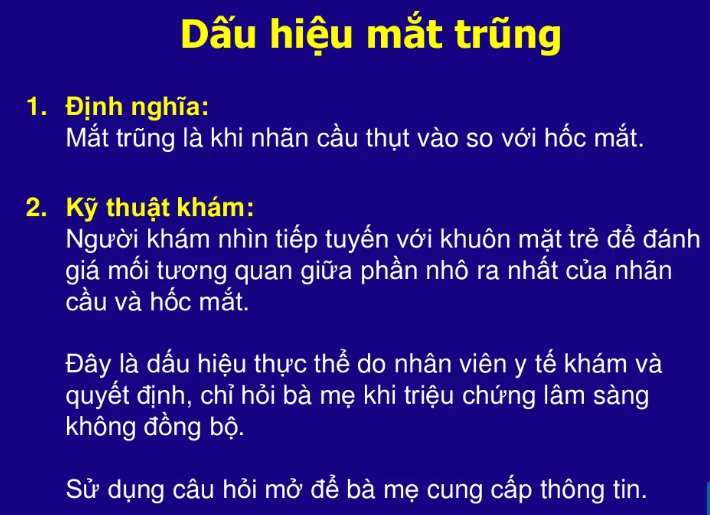 Dấu hiệu mắt trũng
1. Định nghĩa:
Mắt trũng là khi nhãn cầu thụt vào so với hốc mắt.
2. Kỹ thuật khám:
Người khám nhìn tiếp tuyến với khuôn mặt trẻ để đánh
giá mối tương quan giữa phần nhô ra nhất của nhãn
cầu và hốc mắt.
Đây là dấu hiệu thực thể do nhân viên y tế khám và
quyết định, chỉ hỏi bà mẹ khi triệu chứng lâm sàng
không đồng bộ.
Sử dụng câu hỏi mở để bà mẹ cung cấp thông tin.